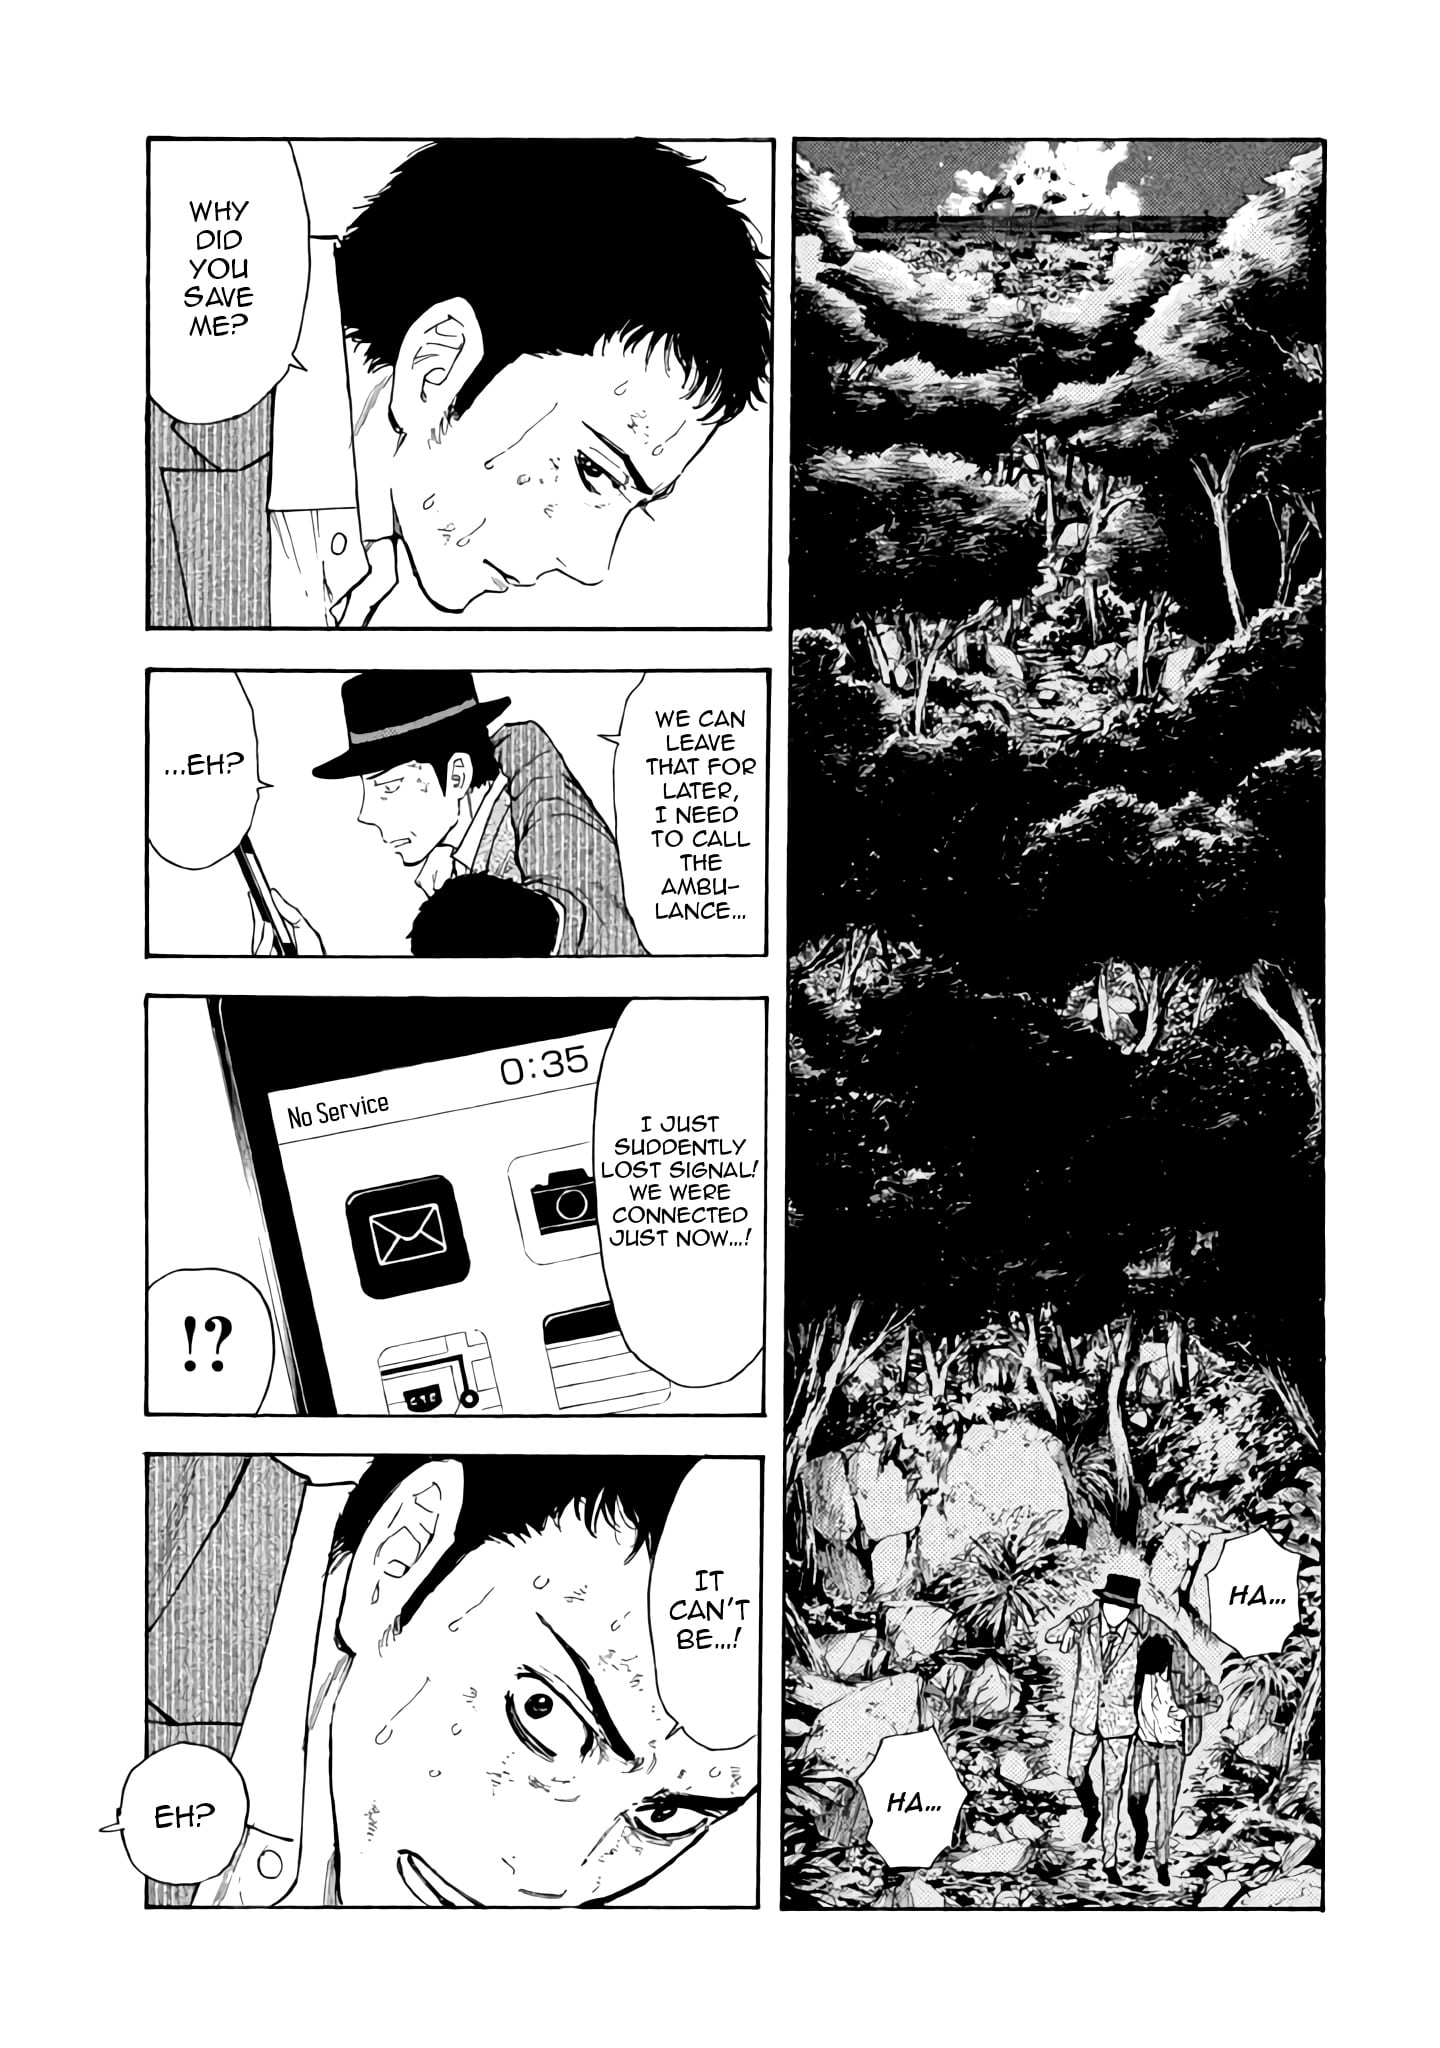 HA...
HA...
WHY
DID
YOU
SAVE
ME?
WE CAN
LEAVE
THAT FOR
LATER,
I NEED
TO CALL
THE
AMBU-
LANCE...
...EH?
I JUST
SUDDENLY
LOST SIGNAL!
WE WERE
CONNECTED
JUST NOW...!
0:35
No Service
!?
IT
CAN'T
BE...!
EH?